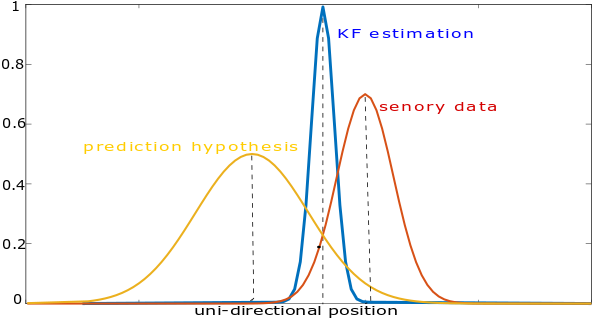 1
KF estimation
0.8
senory data
0.6
prediction hypothesis
0.4
0.2
0
uni-directional position